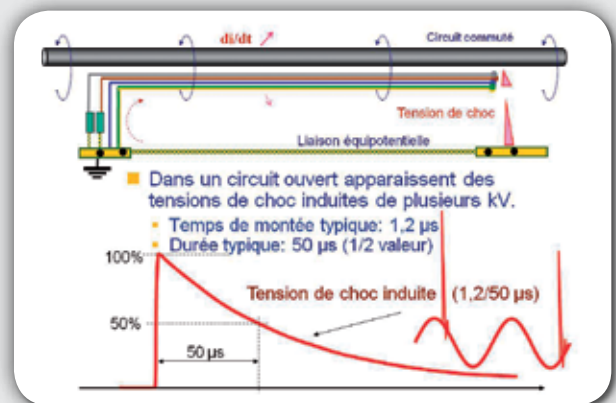 di/dt
Circuit commuté
Tension de choc
Liaison équipotentielle
Dans un circuit ouvert apparaissent des
tensions de choc induites de plusieurs kV.
Temps de montée typique: 1,2 µs
Durée typique: 50 µs (1/2 valeur)
100%
Tension de choc induite (1,2/50 µs)
50%
50 µs